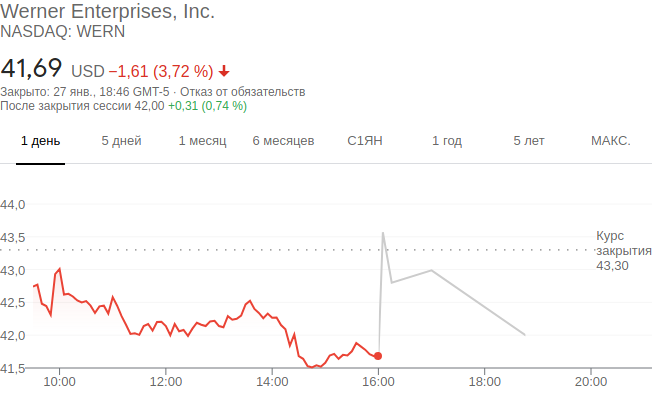 Werner Enterprises, Inc.
NASDAQ: WERN
41,69 USD −1,61 (3,72 %)
Закрыто: 27 янв., 18:46 GMT-5 · Отказ от обязательств
После закрытия сессии 42,00 +0,31 (0,74 %)
1 день 5 дней 1 месяц 6 месяцев С1ЯН 1 год 5 лет МАКС.
44,0
43,5
43,0
42,5
42,0
41,5
Курс
закрытия
43,30
10:00 12:00 14:00 16:00 18:00 20:00